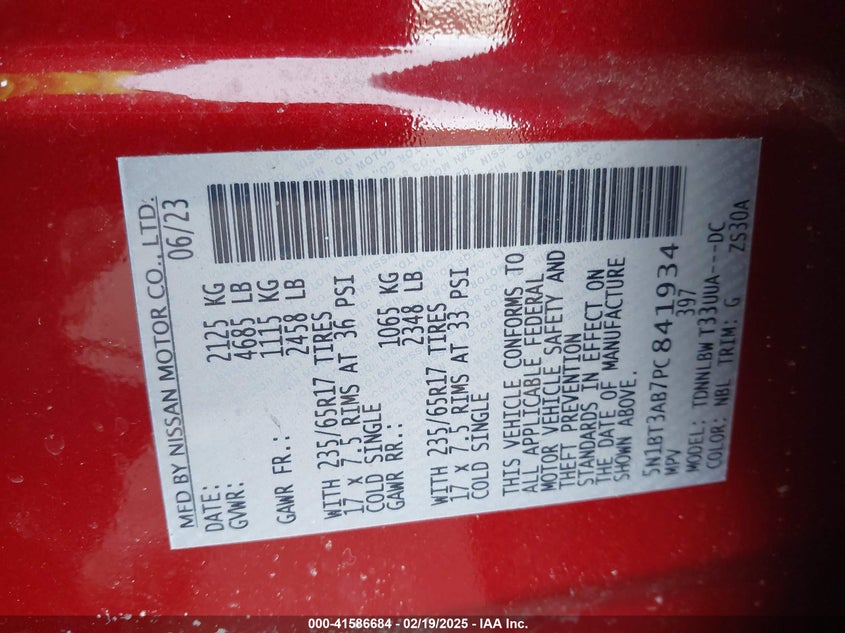 MFD BY NISSAN MOTOR CO., LTD.
DATE: 06/23
GVWR: 2125 KG
4685 LB
GAWR FR.: 1115 KG
2458 LB
WITH 235/65R17 TIRES
17 X 7.5 RIMS AT 36 PSI
COLD SINGLE
GAWR RR.: 1065 KG
2348 LB
WITH 235/65R17 TIRES
17 X 7.5 RIMS AT 33 PSI
COLD SINGLE
THIS VEHICLE CONFORMS TO
ALL APPLICABLE FEDERAL
MOTOR VEHICLE SAFETY AND
THEFT PREVENTION
STANDARDS IN EFFECT ON
THE DATE OF MANUFACTURE
SHOWN ABOVE.
5N1BT3AB7PC841934
MPV 397
MODEL: TDNNLBW T33UUA---DC
COLOR: NBL TRIM: G ZS30A
000-41586684 / 02/19/2025 - IAA Inc.